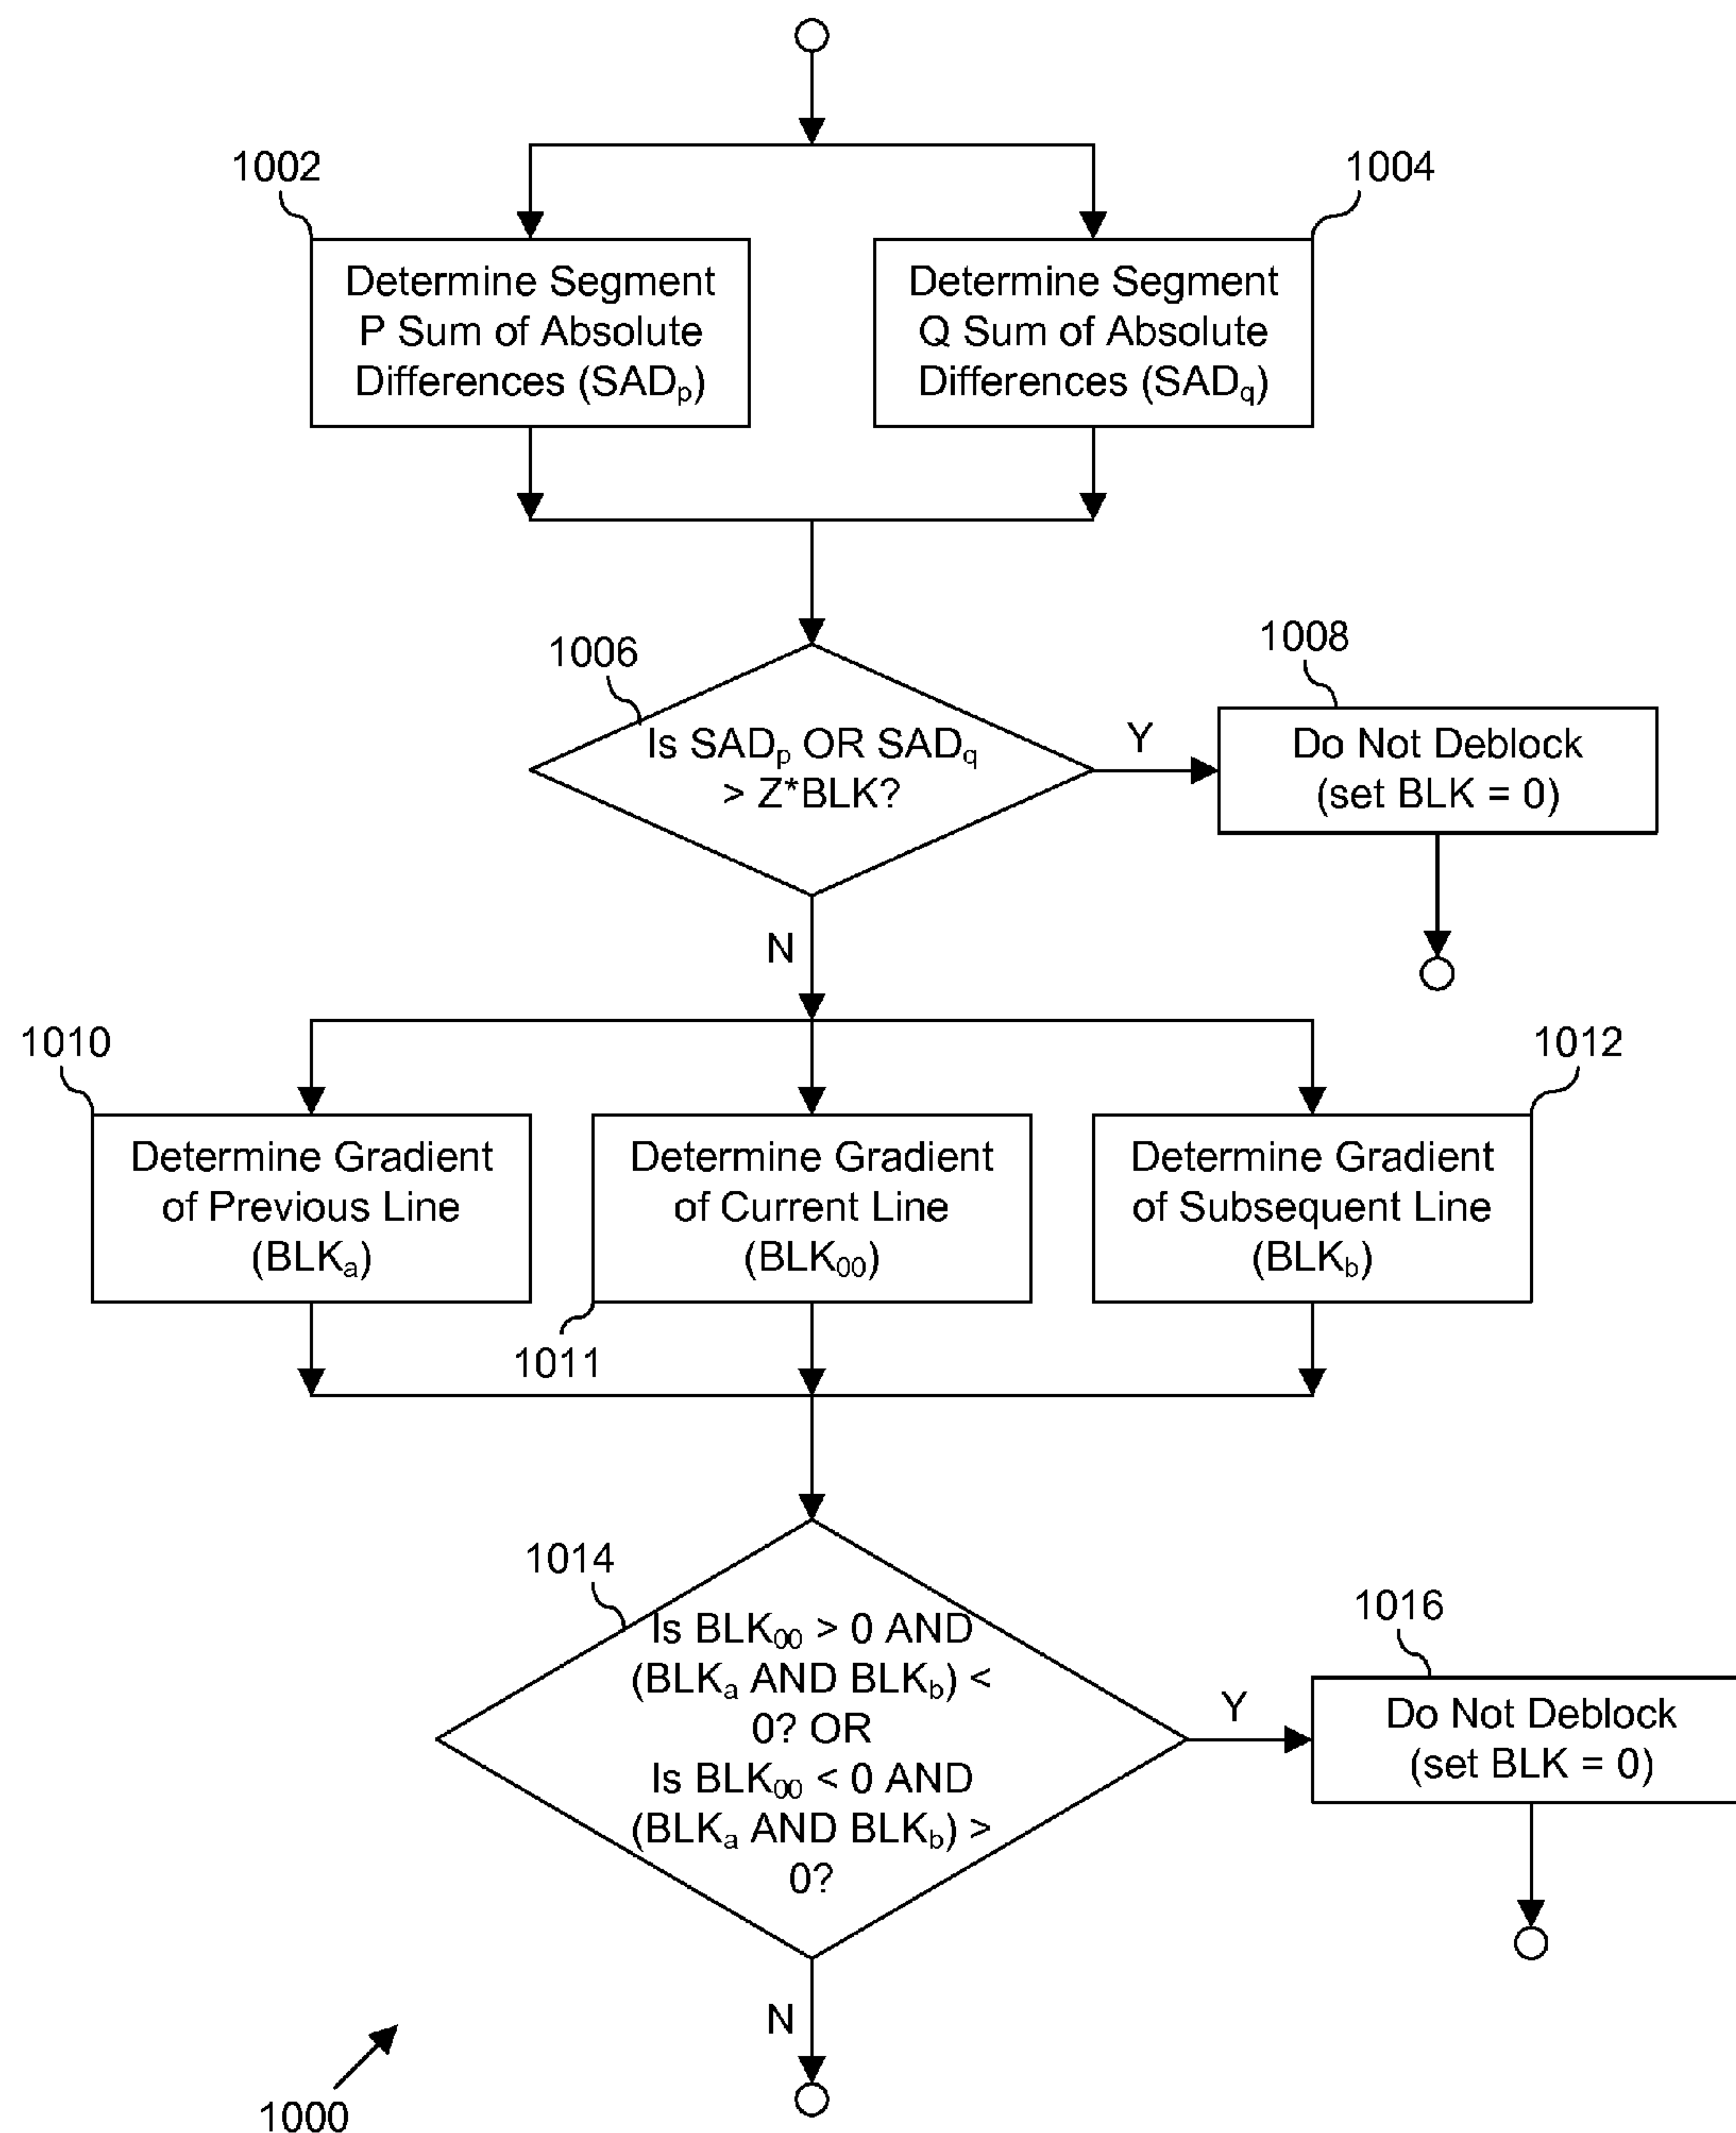 1002
1004
Determine Segment
P Sum of Absolute
Differences (SADp)
Determine Segment
Q Sum of Absolute
Differences (SADq)
1006
1008
Is SADp OR SADq
> Z*BLK?
Y
Do Not Deblock
(set BLK = 0)
N
1010
1012
Determine Gradient
of Previous Line
(BLKa)
Determine Gradient
of Current Line
(BLK00)
Determine Gradient
of Subsequent Line
(BLKb)
1011
1014
1016
Is BLK00 > 0 AND
(BLKa AND BLKb) <
0? OR
Is BLK00 < 0 AND
(BLKa AND BLKb) >
0?
Y
Do Not Deblock
(set BLK = 0)
N
1000